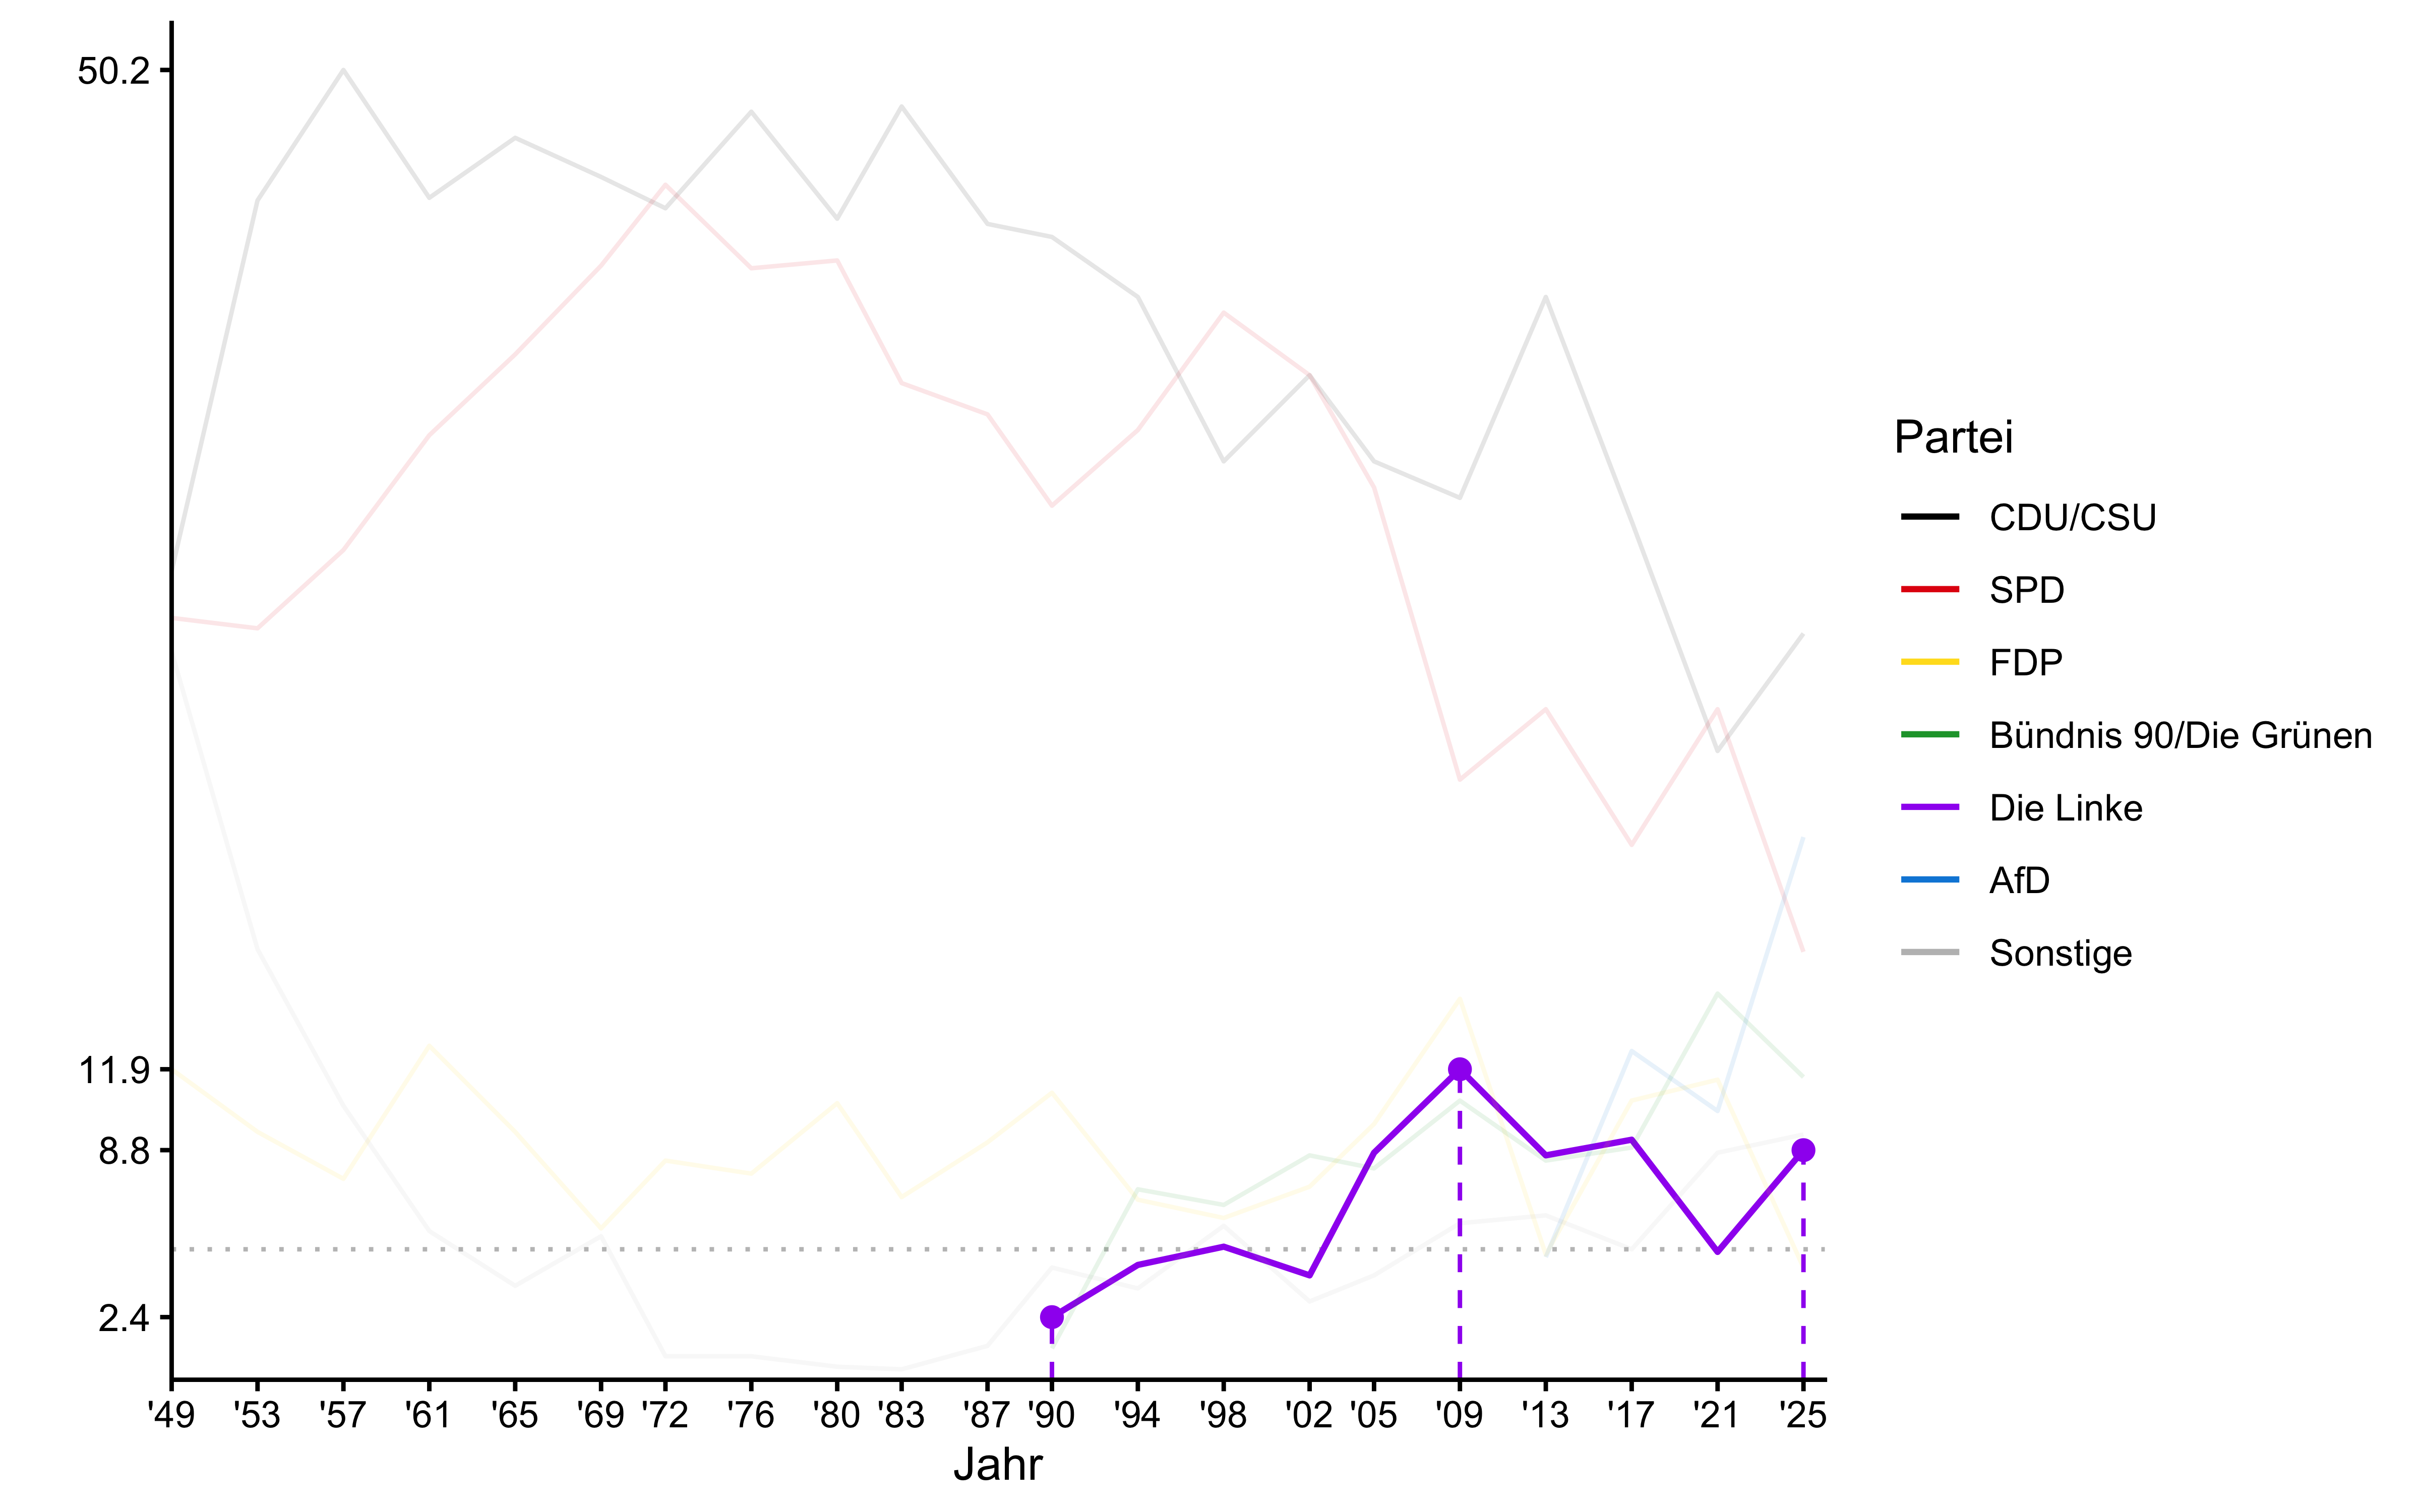 50.2
11.9
8.8
2.4
'49 '53 '57 '61 '65 '69 '72 '76 '80 '83 '87 '90 '94 '98 '02 '05 '09 '13 '17 '21 '25
Jahr
Partei
CDU/CSU
SPD
FDP
Bündnis 90/Die Grünen
Die Linke
AfD
Sonstige